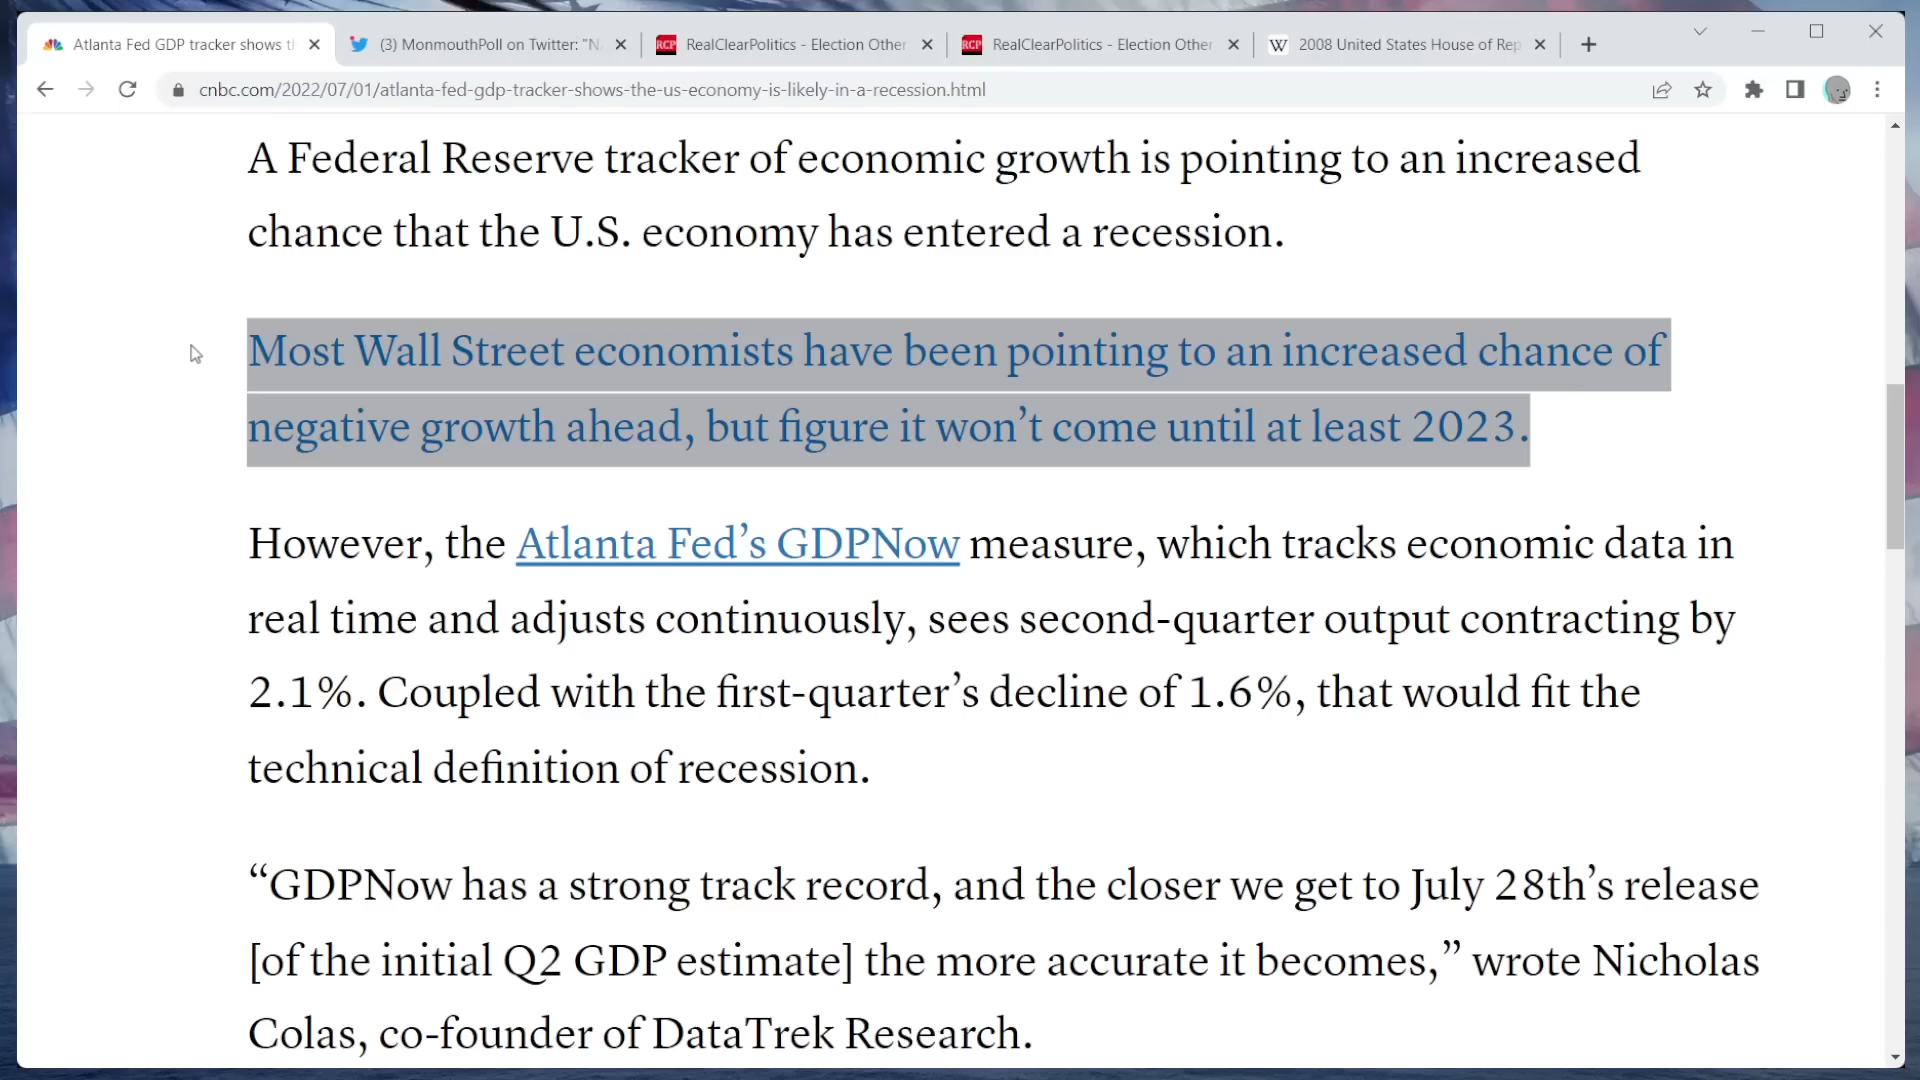 Atlanta Fed GDP tracker shows th
(3) MonmouthPoll on Twitter: "N
RCP RealClearPolitics - Election Other
RCP RealClearPolitics - Election Other
W 2008 United States House of Rep
cnbc.com/2022/07/01/atlanta-fed-gdp-tracker-shows-the-us-economy-is-likely-in-a-recession.html
A Federal Reserve tracker of economic growth is pointing to an increased
chance that the U.S. economy has entered a recession.
Most Wall Street economists have been pointing to an increased chance of
negative growth ahead, but figure it won’t come until at least 2023.
However, the Atlanta Fed’s GDPNow measure, which tracks economic data in
real time and adjusts continuously, sees second-quarter output contracting by
2.1%. Coupled with the first-quarter’s decline of 1.6%, that would fit the
technical definition of recession.
“GDPNow has a strong track record, and the closer we get to July 28th’s release
[of the initial Q2 GDP estimate] the more accurate it becomes,” wrote Nicholas
Colas, co-founder of DataTrek Research.